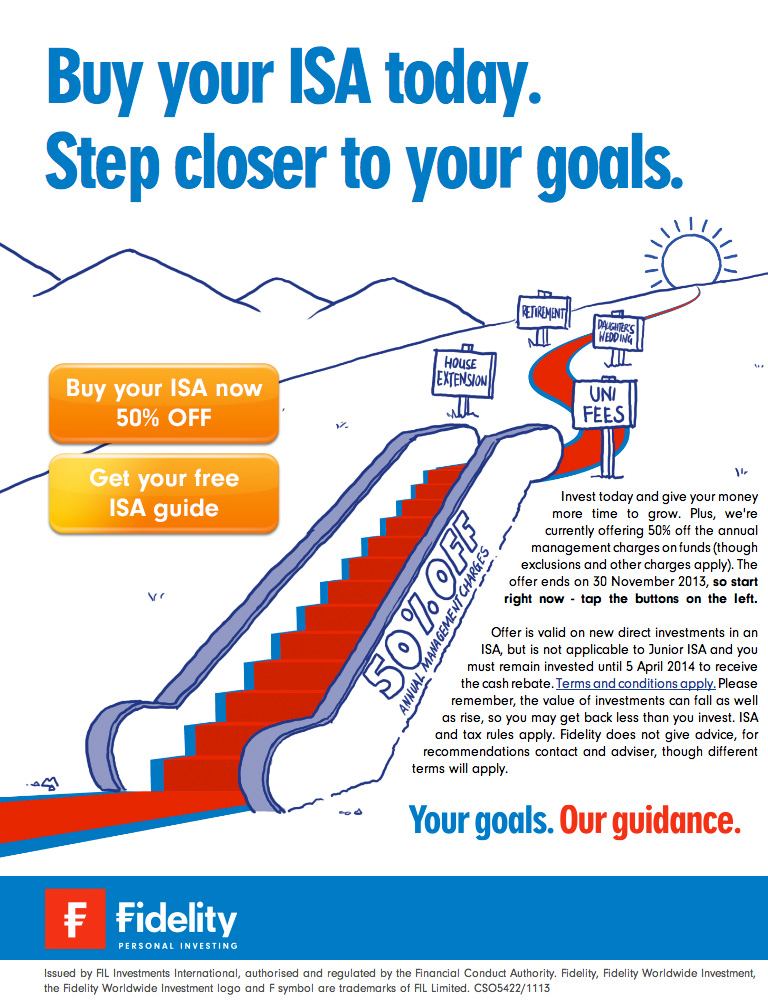 Buy your ISA today.
Step closer to your goals.
RETIREMENT
DAUGHTER'S
WEDDING
HOUSE
EXTENSION
UNI
FEES
Buy your ISA now
50% OFF
Get your free
ISA guide
50% OFF
ANNUAL MANAGEMENT CHARGES
Invest today and give your money
more time to grow. Plus, we're
currently offering 50% off the annual
management charges on funds (though
exclusions and other charges apply). The
offer ends on 30 November 2013, so start
right now - tap the buttons on the left.
Offer is valid on new direct investments in an
ISA, but is not applicable to Junior ISA and you
must remain invested until 5 April 2014 to receive
the cash rebate. Terms and conditions apply. Please
remember, the value of investments can fall as well
as rise, so you may get back less than you invest. ISA
and tax rules apply. Fidelity does not give advice, for
recommendations contact and adviser, though different
terms will apply.
Your goals. Our guidance.
F Fidelity
PERSONAL INVESTING
Issued by FIL Investments International, authorised and regulated by the Financial Conduct Authority. Fidelity, Fidelity Worldwide Investment,
the Fidelity Worldwide Investment logo and F symbol are trademarks of FIL Limited. CSO5422/1113